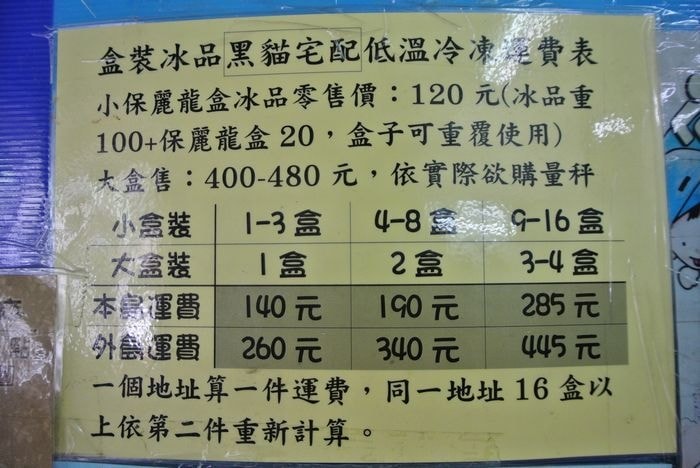 盒裝冰品黑貓宅配低溫冷凍運費表
小保麗龍盒冰品零售價：120 元(冰品重
100+保麗龍盒 20，盒子可重覆使用)
大盒售：400-480 元，依實際欲購量秤
小盒裝 1-3 盒 4-8 盒 9-16 盒
大盒裝 1 盒 2 盒 3-4 盒
本島運費 140 元 190 元 285 元
外島運費 260 元 340 元 445 元
一個地址算一件運費，同一地址 16 盒以
上依第二件重新計算。